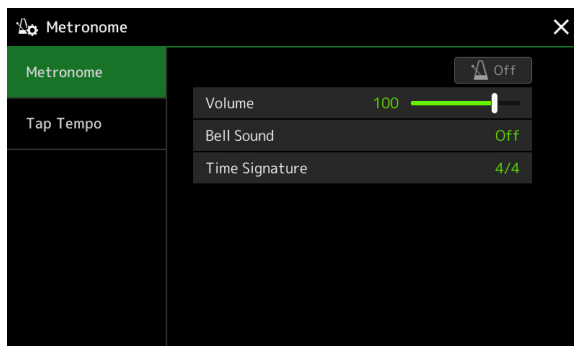 Metronome
Metronome
Off
Volume 100
Tap Tempo
Bell Sound Off
Time Signature 4/4